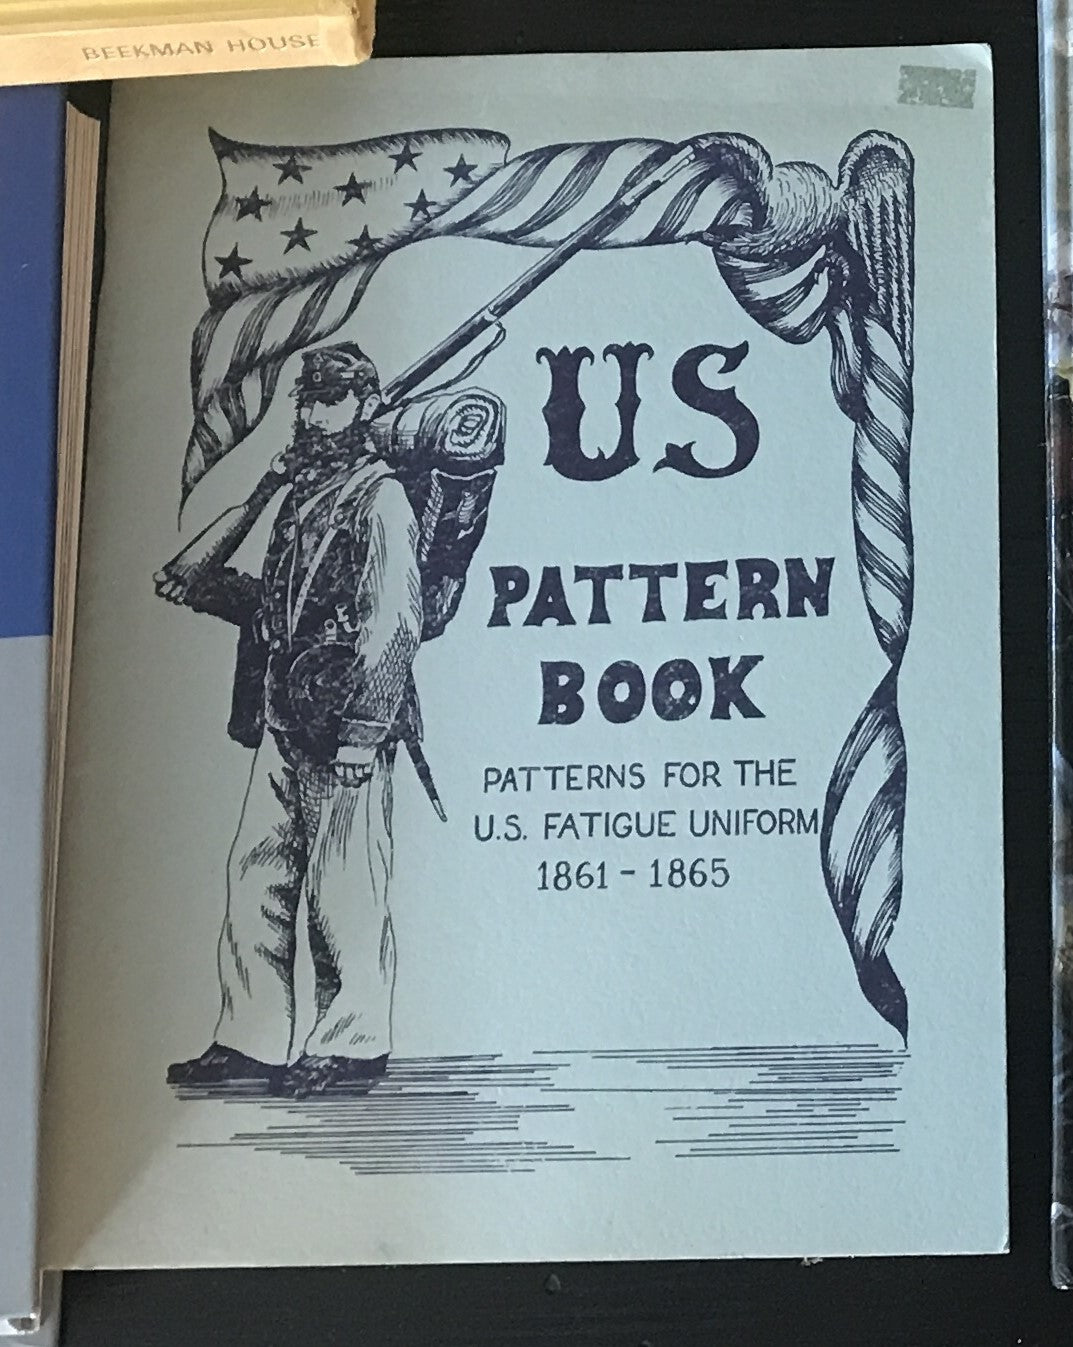 BEEKMAN HOUSE
US
PATTERN
BOOK
PATTERNS FOR THE
U.S. FATIGUE UNIFORM
1861 - 1865